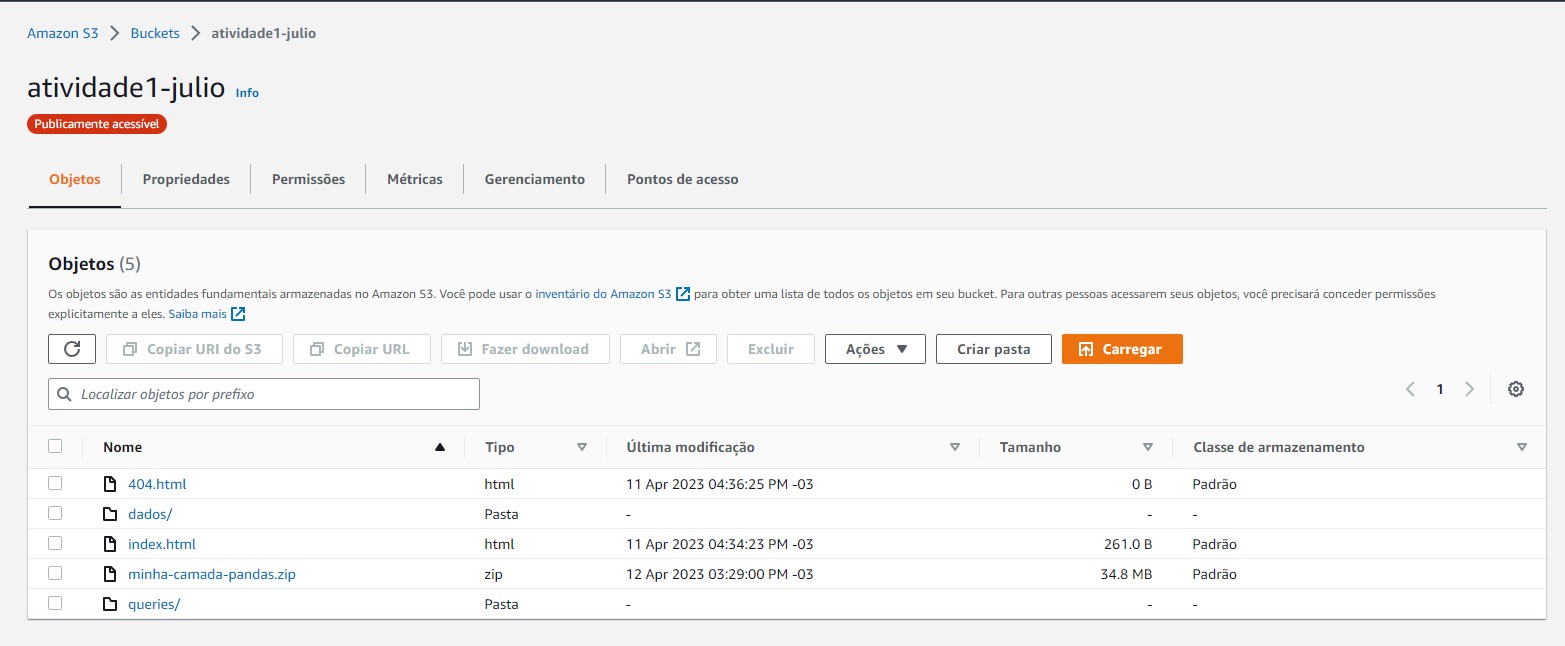 Amazon S3 > Buckets > atividade1-julio
atividade1-julio Info
Publicamente acessível
Objetos Propriedades Permissões Métricas Gerenciamento Pontos de acesso
Objetos (5)
Os objetos são as entidades fundamentais armazenadas no Amazon S3. Você pode usar o inventário do Amazon S3 para obter uma lista de todos os objetos em seu bucket. Para outras pessoas acessarem seus objetos, você precisará conceder permissões
explicitamente a eles. Saiba mais
Copiar URI do S3 Copiar URL Fazer download Abrir Excluir Ações Criar pasta Carregar
Localizar objetos por prefixo 1
Nome Tipo Última modificação Tamanho Classe de armazenamento
404.html html 11 Apr 2023 04:36:25 PM -03 0 B Padrão
dados/ Pasta - - -
index.html html 11 Apr 2023 04:34:23 PM -03 261.0 B Padrão
minha-camada-pandas.zip zip 12 Apr 2023 03:29:00 PM -03 34.8 MB Padrão
queries/ Pasta - - -